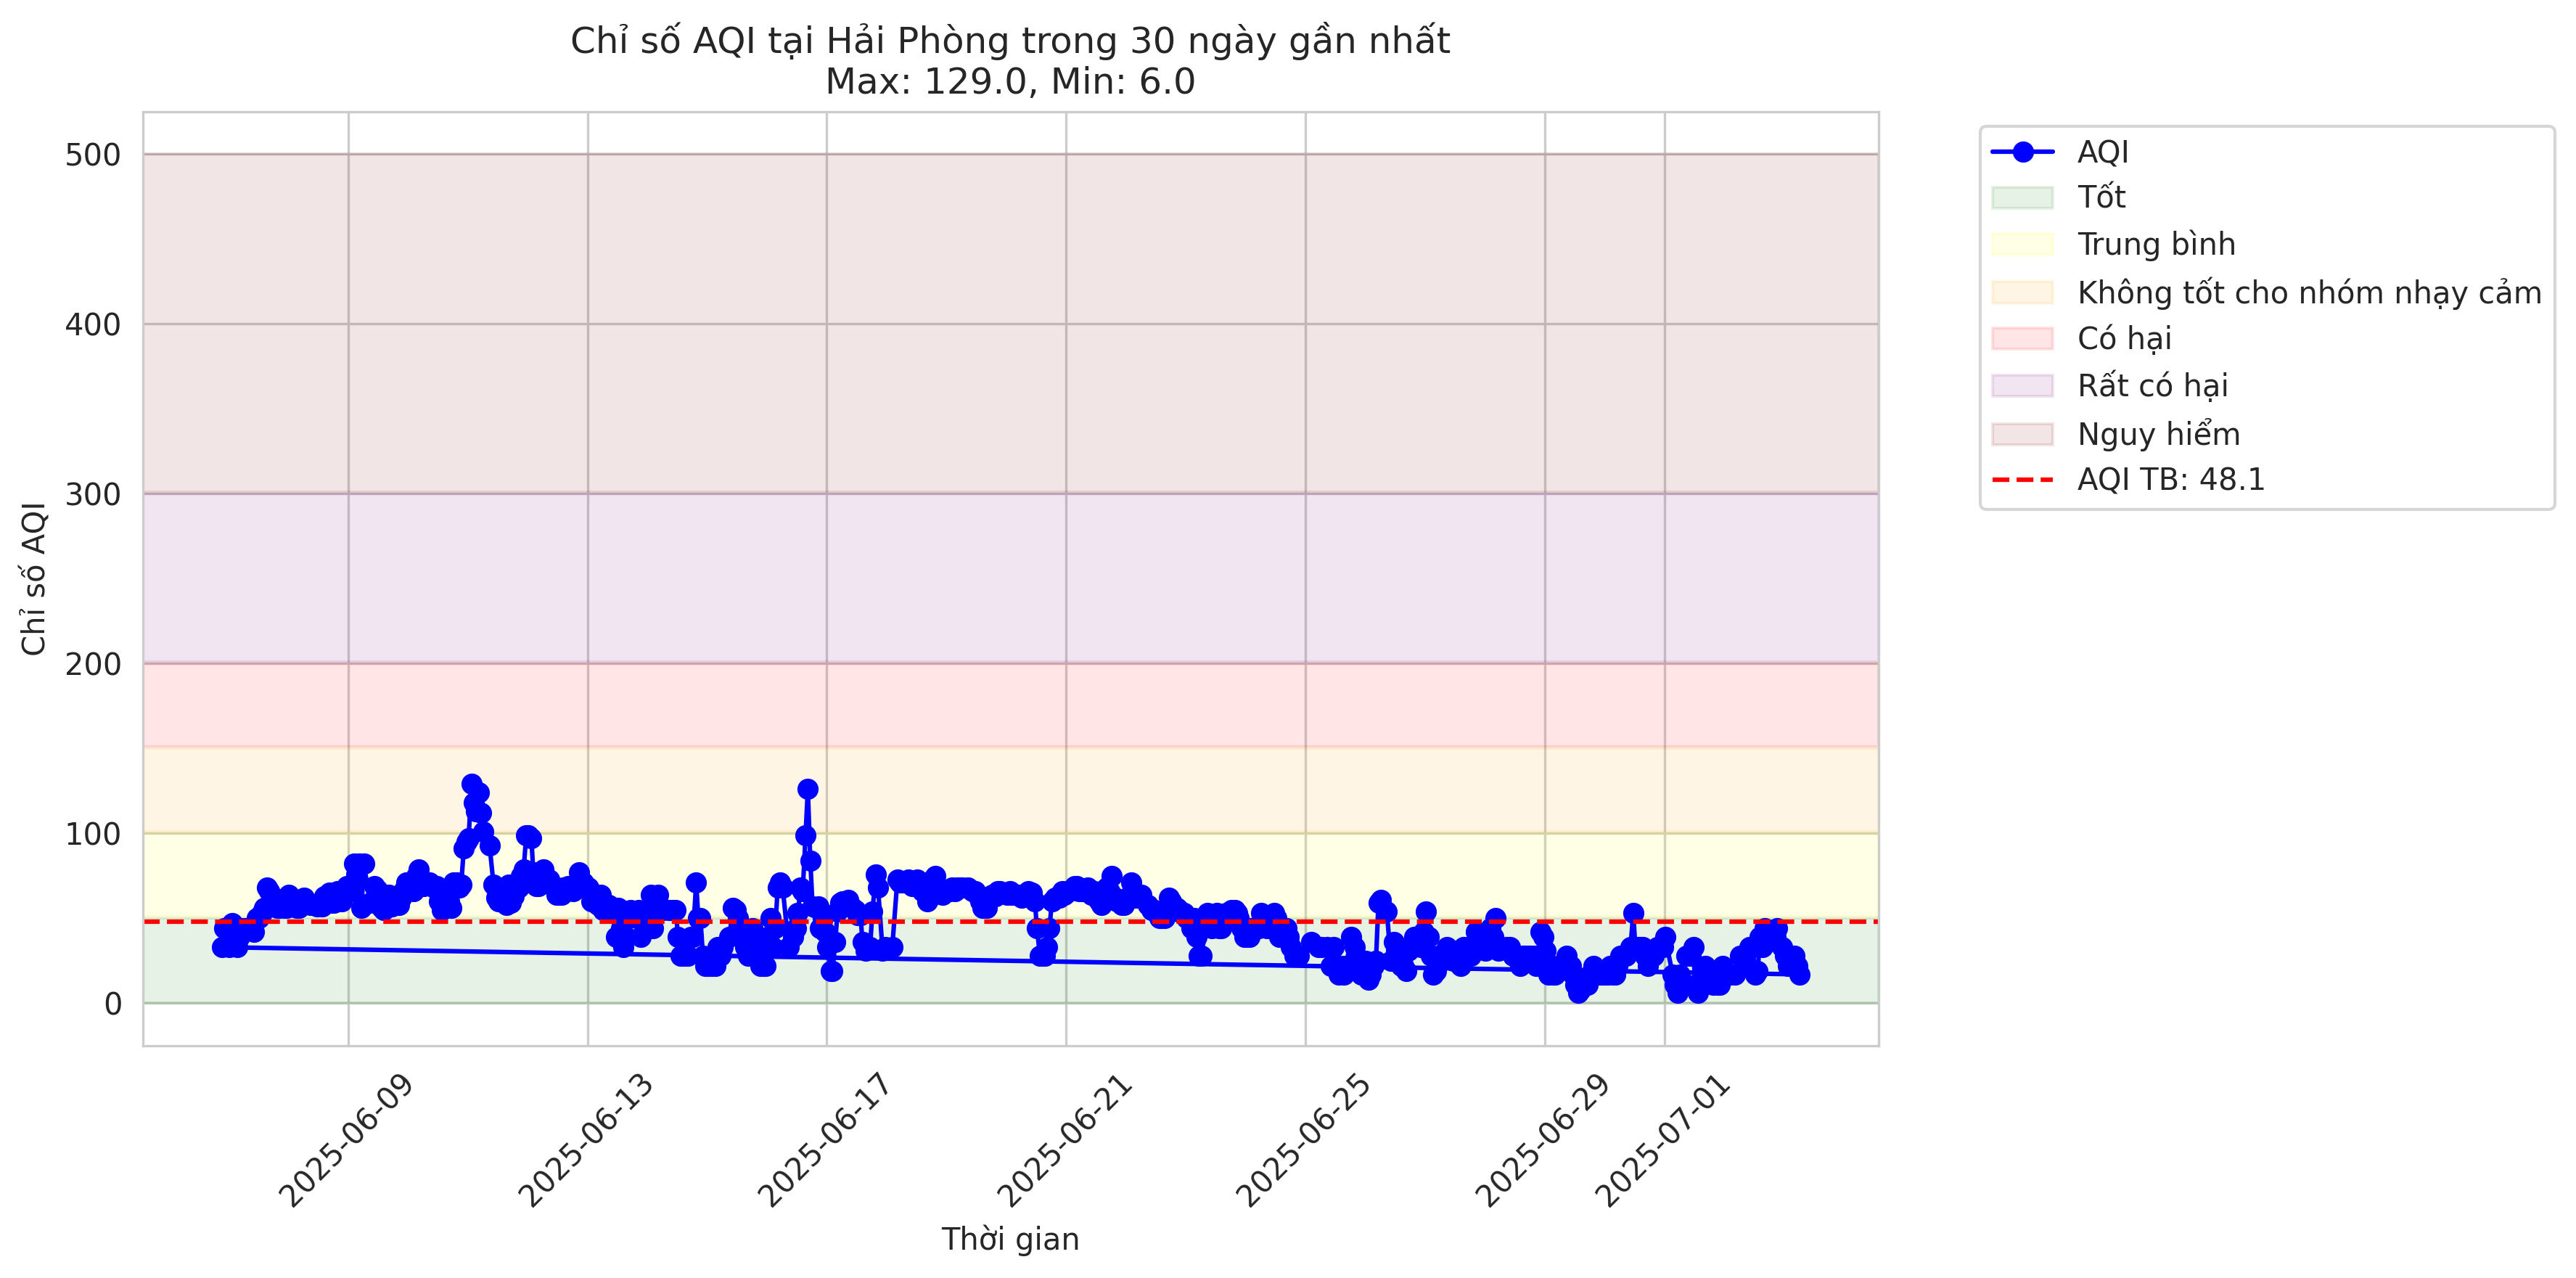 Chỉ số AQI tại Hải Phòng trong 30 ngày gần nhất
Max: 129.0, Min: 6.0
Chỉ số AQI
500
400
300
200
100
0
2025-06-09
2025-06-13
2025-06-17
2025-06-21
2025-06-25
2025-06-29
2025-07-01
Thời gian
AQI
Tốt
Trung bình
Không tốt cho nhóm nhạy cảm
Có hại
Rất có hại
Nguy hiểm
AQI TB: 48.1